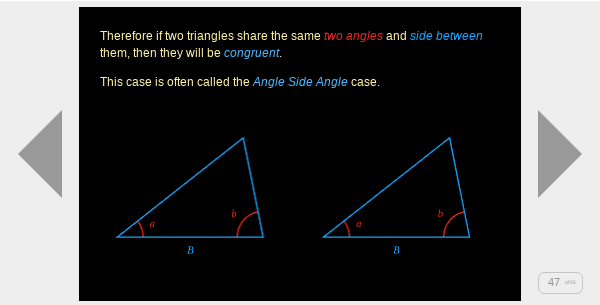 Therefore if two triangles share the same two angles and side between
them, then they will be congruent.
This case is often called the Angle Side Angle case.
a
b
a
b
B
B
47